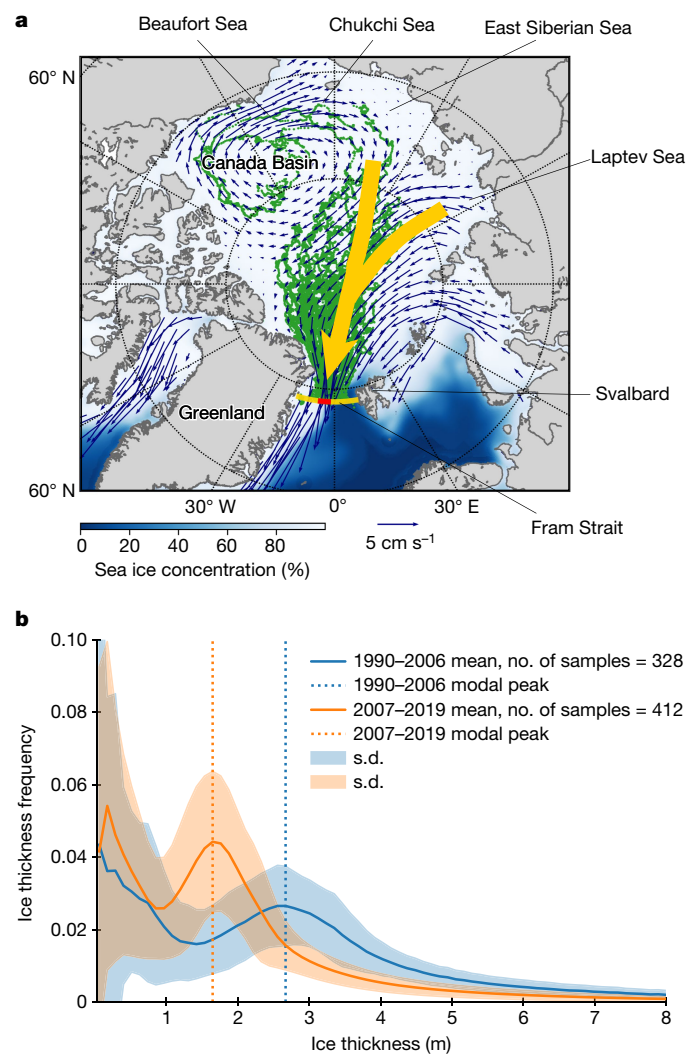 a
Beaufort Sea
Chukchi Sea
East Siberian Sea
60° N
Canada Basin
Laptev Sea
Greenland
Svalbard
60° N
30° W
0°
30° E
Fram Strait
0 20 40 60 80
5 cm s⁻¹
Sea ice concentration (%)
b
0.10
0.08
0.06
0.04
0.02
0
Ice thickness frequency
1990–2006 mean, no. of samples = 328
1990–2006 modal peak
2007–2019 mean, no. of samples = 412
2007–2019 modal peak
s.d.
s.d.
1 2 3 4 5 6 7 8
Ice thickness (m)